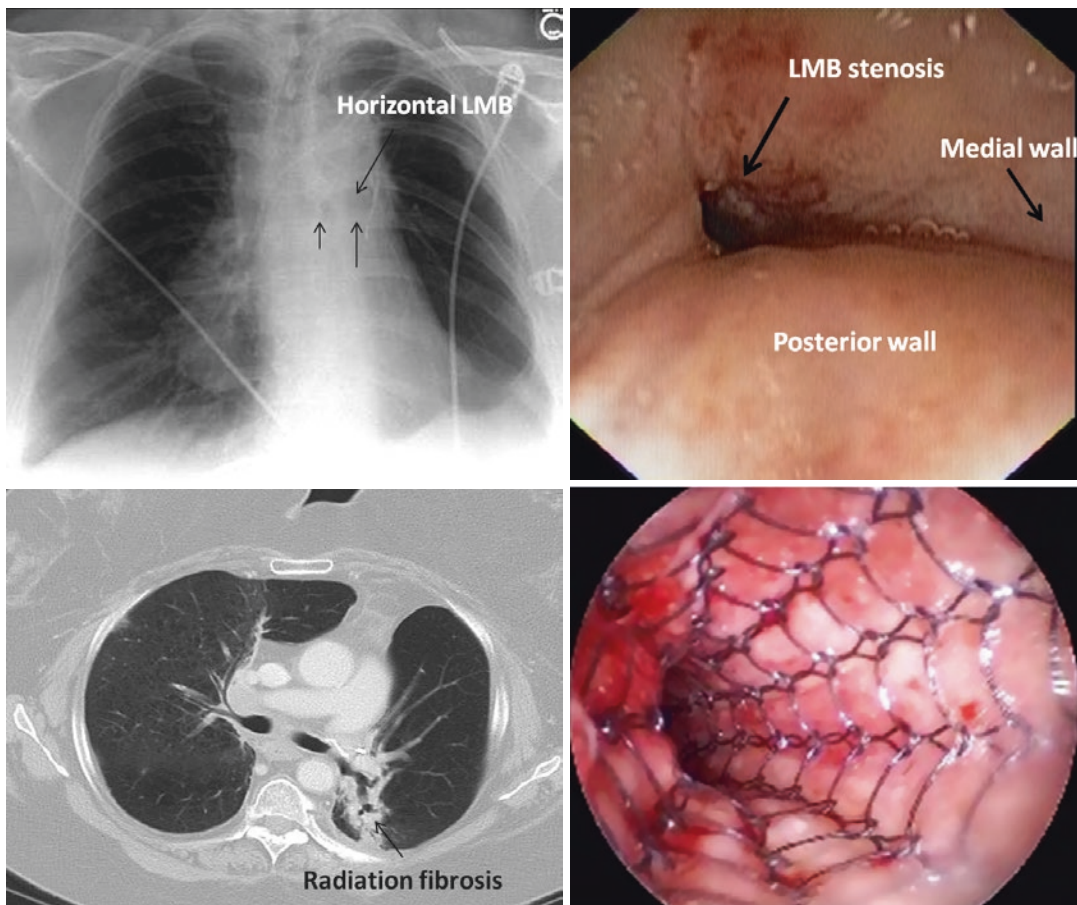 Horizontal LMB
LMB stenosis
Medial wall
Posterior wall
Radiation fibrosis